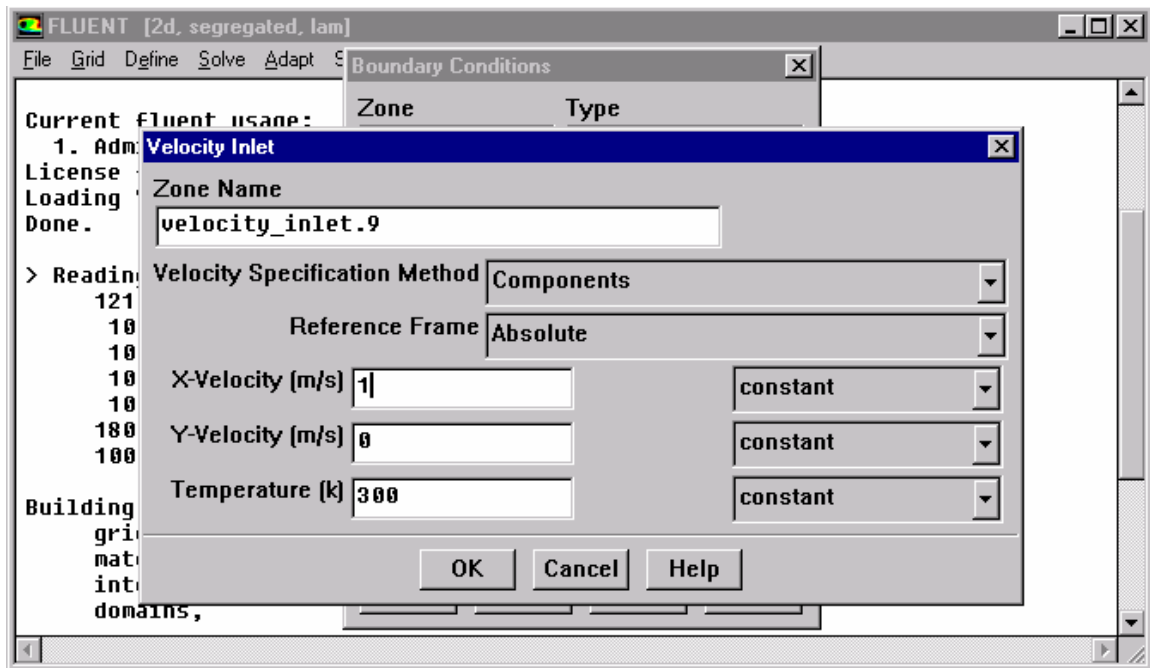 FLUENT [2d, segregated, lam]
File Grid Define Solve Adapt S
Boundary Conditions
Zone Type
Current fluent usage:
1. Adm
License
Loading
Done.
> Reading
121
10
10
10
10
180
100
Building
gri
mat
int
domains,
Velocity Inlet
Zone Name
velocity_inlet.9
Velocity Specification Method Components
Reference Frame Absolute
X-Velocity (m/s) 1 constant
Y-Velocity (m/s) 0 constant
Temperature (k) 300 constant
OK Cancel Help